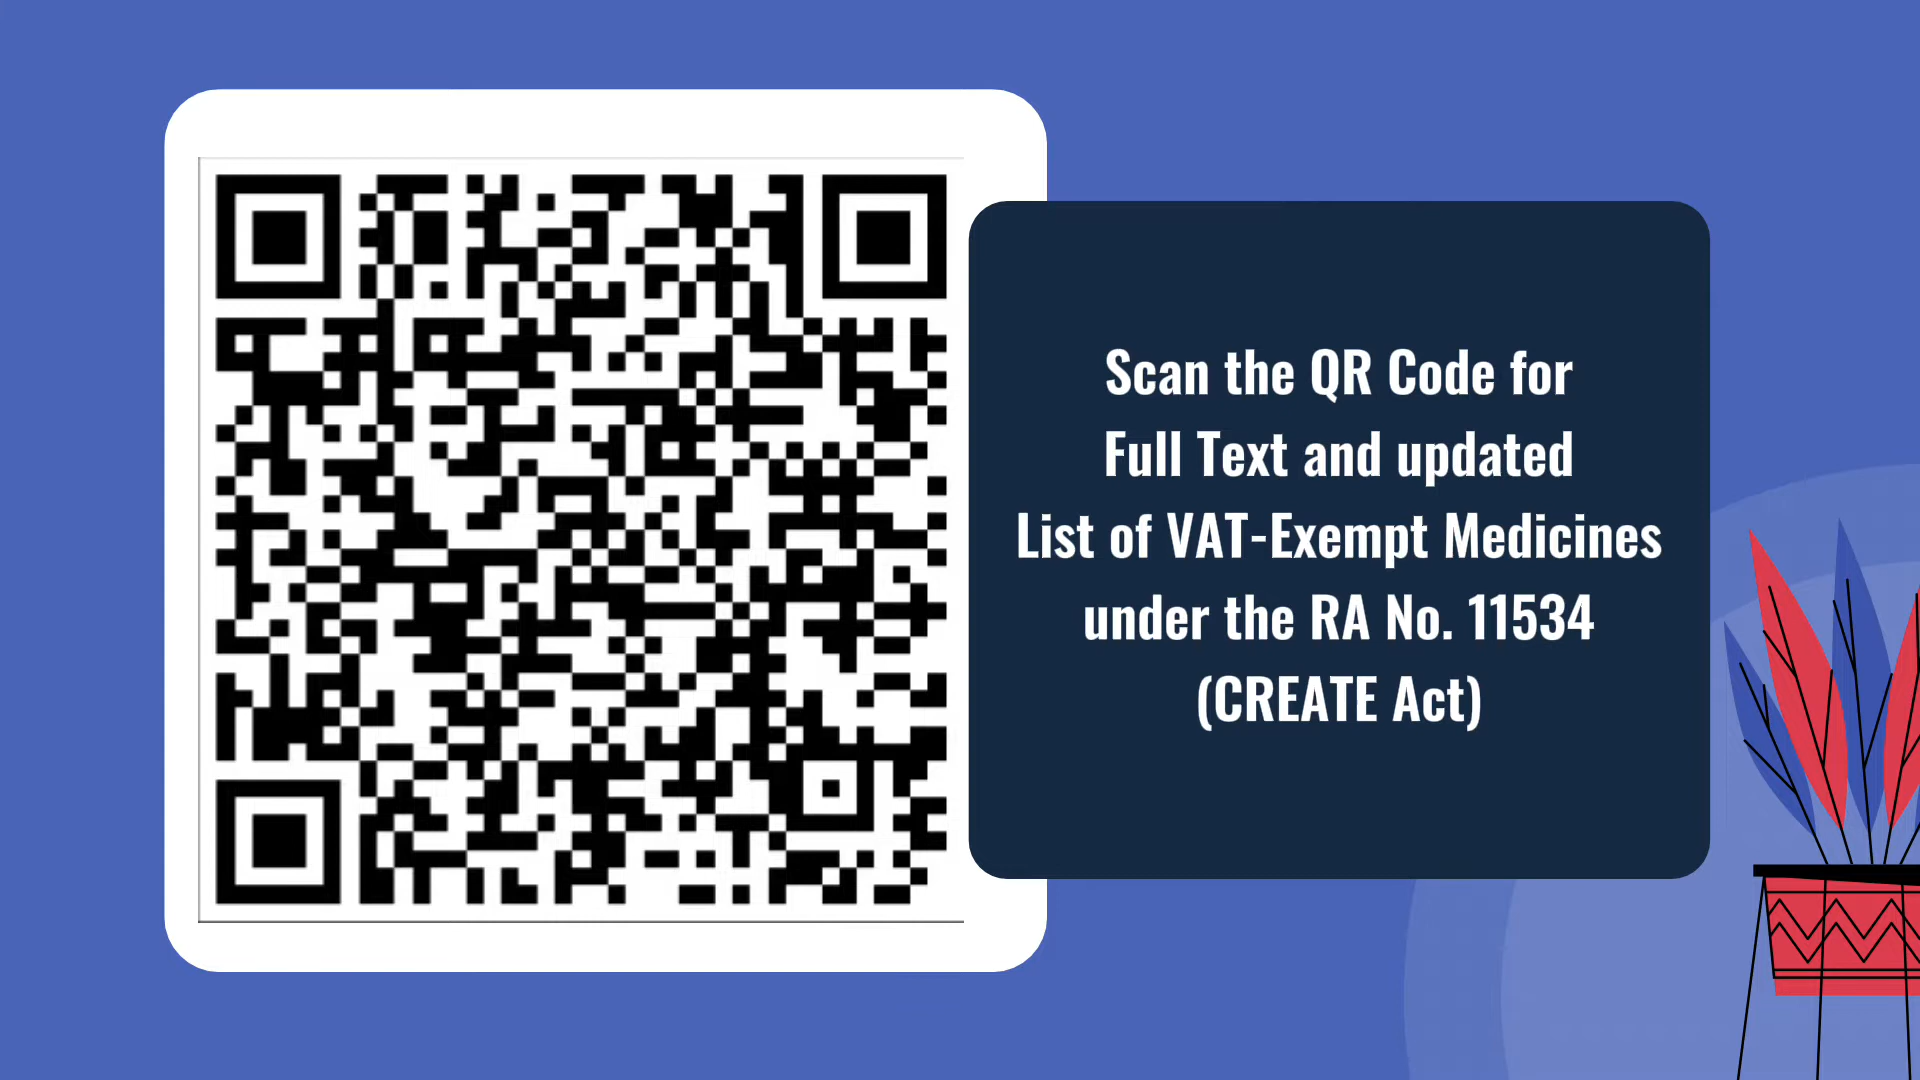 Scan the QR Code for
Full Text and updated
List of VAT-Exempt Medicines
under the RA No. 11534
(CREATE Act)